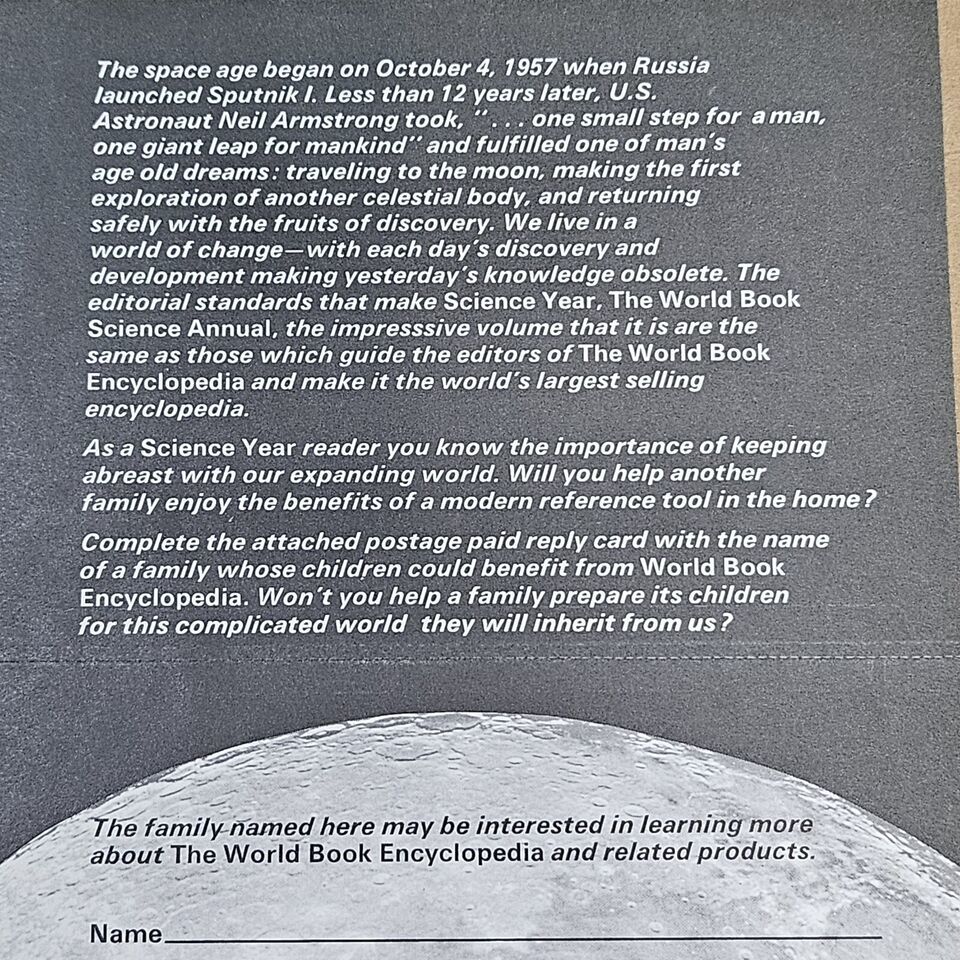 The space age began on October 4, 1957 when Russia
launched Sputnik I. Less than 12 years later, U.S.
Astronaut Neil Armstrong took, "... one small step for a man,
one giant leap for mankind" and fulfilled one of man's
age old dreams: traveling to the moon, making the first
exploration of another celestial body, and returning
safely with the fruits of discovery. We live in a
world of change—with each day's discovery and
development making yesterday's knowledge obsolete. The
editorial standards that make Science Year, The World Book
Science Annual, the impresssive volume that it is are the
same as those which guide the editors of The World Book
Encyclopedia and make it the world's largest selling
encyclopedia.
As a Science Year reader you know the importance of keeping
abreast with our expanding world. Will you help another
family enjoy the benefits of a modern reference tool in the home?
Complete the attached postage paid reply card with the name
of a family whose children could benefit from World Book
Encyclopedia. Won't you help a family prepare its children
for this complicated world they will inherit from us?
The family named here may be interested in learning more
about The World Book Encyclopedia and related products.
Name